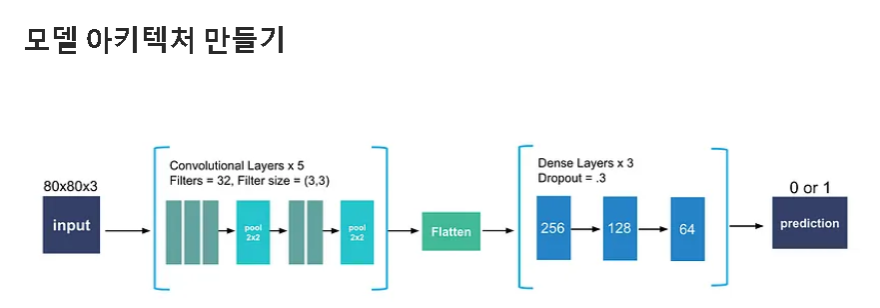 모델 아키텍처 만들기
80x80x3
input
Convolutional Layers x 5
Filters = 32, Filter size = (3,3)
pool
2x2
pool
2x2
Flatten
Dense Layers x 3
Dropout = .3
256
128
64
0 or 1
prediction